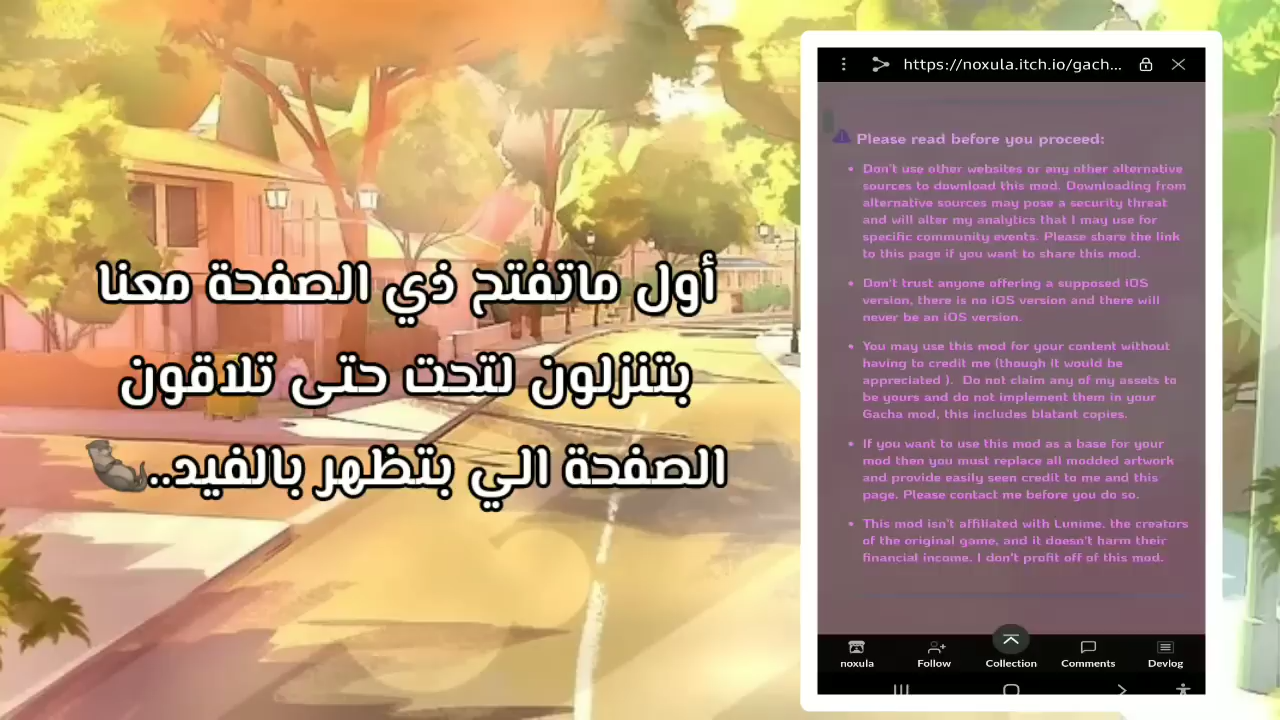 أول ماتفتح ذي الصفحة معنا
بتنزلون لتحت حتى تلاقون
الصفحة الي بتظهر بالفيد..
https://noxula.itch.io/gach...
Please read before you proceed:
Don't use other websites or any other alternative
sources to download this mod. Downloading from
alternative sources may pose a security threat
and will alter my analytics that I may use for
specific community events. Please share the link
to this page if you want to share this mod.
Don't trust anyone offering a supposed iOS
version, there is no iOS version and there will
never be an iOS version.
You may use this mod for your content without
having to credit me (though it would be
appreciated ). Do not claim any of my assets to
be yours and do not implement them in your
Gacha mod, this includes blatant copies.
If you want to use this mod as a base for your
mod then you must replace all modded artwork
and provide easily seen credit to me and this
page. Please contact me before you do so.
This mod isn't affiliated with Lunime, the creators
of the original game, and it doesn't harm their
financial income. I don't profit off of this mod.
noxula Follow Collection Comments Devlog